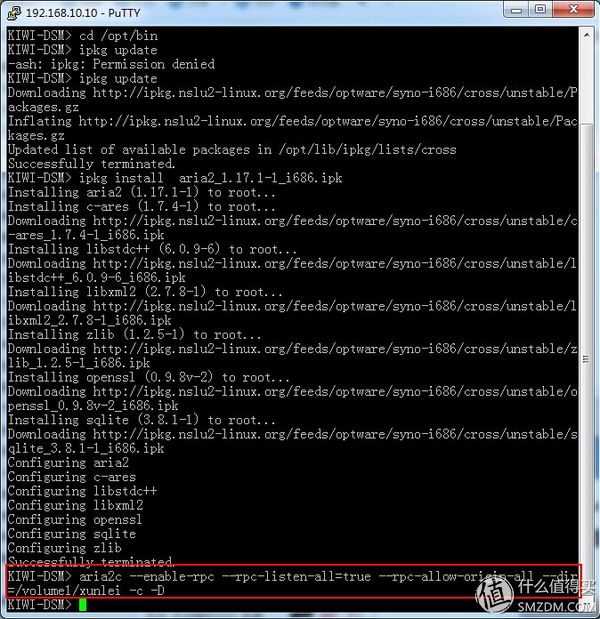 192.168.10.10 - PuTTY
KIWI-DSM> cd /opt/bin
KIWI-DSM> ipkg update
-ash: ipkg: Permission denied
KIWI-DSM> ipkg update
Downloading http://ipkg.nslu2-linux.org/feeds/optware/syno-i686/cross/unstable/P
ackages.gz
Inflating http://ipkg.nslu2-linux.org/feeds/optware/syno-i686/cross/unstable/Pac
kages.gz
Updated list of available packages in /opt/lib/ipkg/lists/cross
Successfully terminated.
KIWI-DSM> ipkg install  aria2_1.17.1-1_i686.ipk
Installing aria2 (1.17.1-1) to root...
Installing c-ares (1.7.4-1) to root...
Downloading http://ipkg.nslu2-linux.org/feeds/optware/syno-i686/cross/unstable/c
-ares_1.7.4-1_i686.ipk
Installing libstdc++ (6.0.9-6) to root...
Downloading http://ipkg.nslu2-linux.org/feeds/optware/syno-i686/cross/unstable/l
ibstdc++_6.0.9-6_i686.ipk
Installing libxml2 (2.7.8-1) to root...
Downloading http://ipkg.nslu2-linux.org/feeds/optware/syno-i686/cross/unstable/l
ibxml2_2.7.8-1_i686.ipk
Installing zlib (1.2.5-1) to root...
Downloading http://ipkg.nslu2-linux.org/feeds/optware/syno-i686/cross/unstable/z
lib_1.2.5-1_i686.ipk
Installing openssl (0.9.8v-2) to root...
Downloading http://ipkg.nslu2-linux.org/feeds/optware/syno-i686/cross/unstable/o
penssl_0.9.8v-2_i686.ipk
Installing sqlite (3.8.1-1) to root...
Downloading http://ipkg.nslu2-linux.org/feeds/optware/syno-i686/cross/unstable/s
qlite_3.8.1-1_i686.ipk
Configuring aria2
Configuring c-ares
Configuring libstdc++
Configuring libxml2
Configuring openssl
Configuring sqlite
Configuring zlib
Successfully terminated.
KIWI-DSM> aria2c --enable-rpc --rpc-listen-all=true --rpc-allow-origin-all --dir
=/volume1/xunlei -c -D
KIWI-DSM>
值 什么值得买
SMZDM.COM